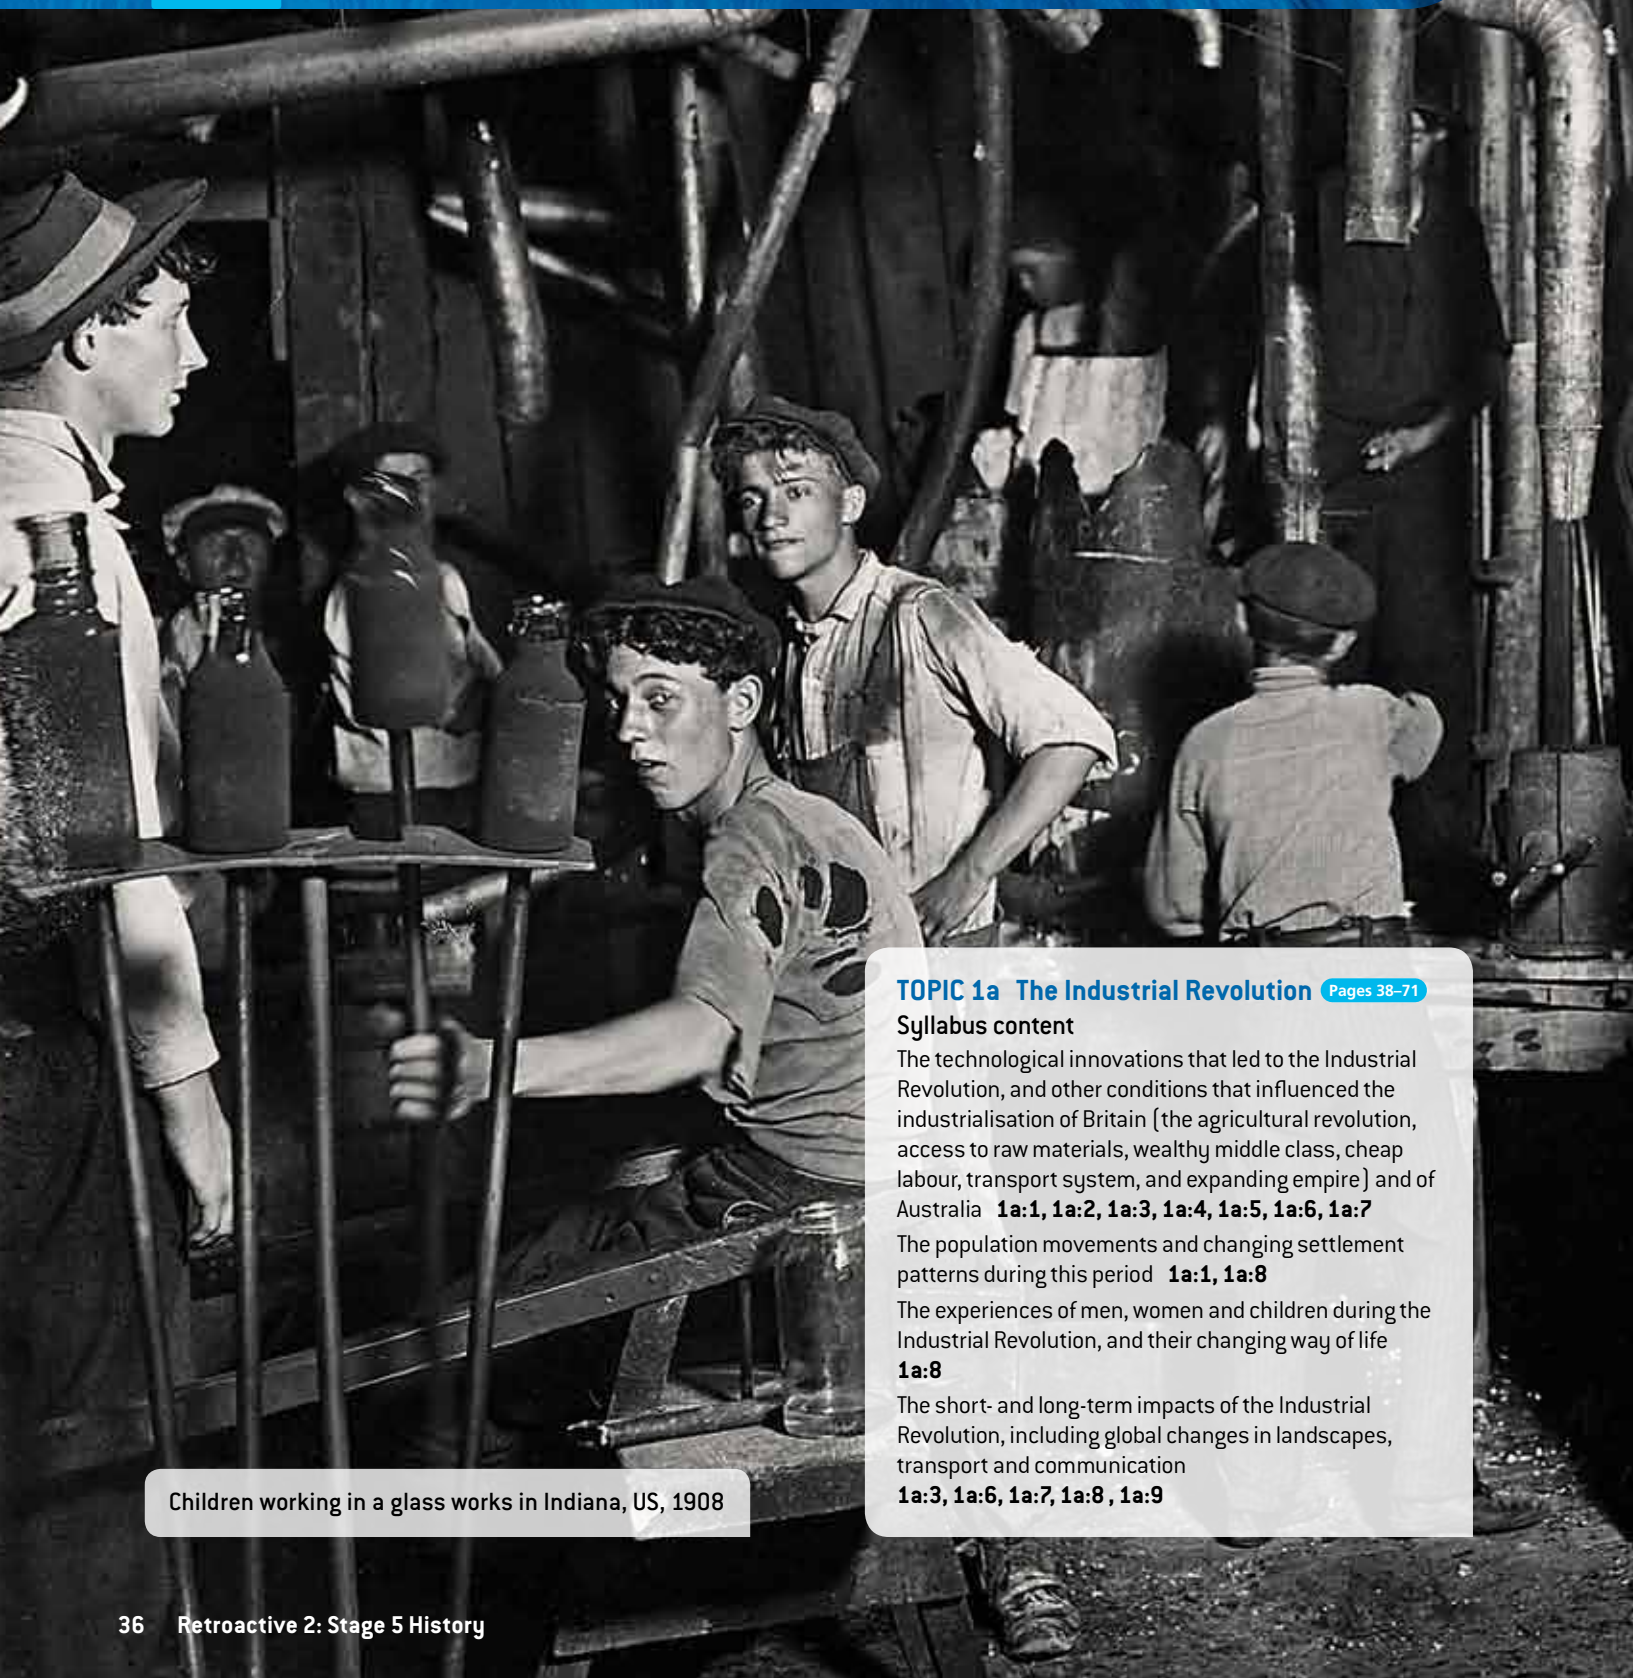 TOPIC 1a The Industrial Revolution Pages 38–71
Syllabus content
The technological innovations that led to the Industrial
Revolution, and other conditions that influenced the
industrialisation of Britain (the agricultural revolution,
access to raw materials, wealthy middle class, cheap
labour, transport system, and expanding empire) and of
Australia 1a:1, 1a:2, 1a:3, 1a:4, 1a:5, 1a:6, 1a:7
The population movements and changing settlement
patterns during this period 1a:1, 1a:8
The experiences of men, women and children during the
Industrial Revolution, and their changing way of life
1a:8
The short- and long-term impacts of the Industrial
Revolution, including global changes in landscapes,
transport and communication
1a:3, 1a:6, 1a:7, 1a:8 , 1a:9
Children working in a glass works in Indiana, US, 1908
36 Retroactive 2: Stage 5 History